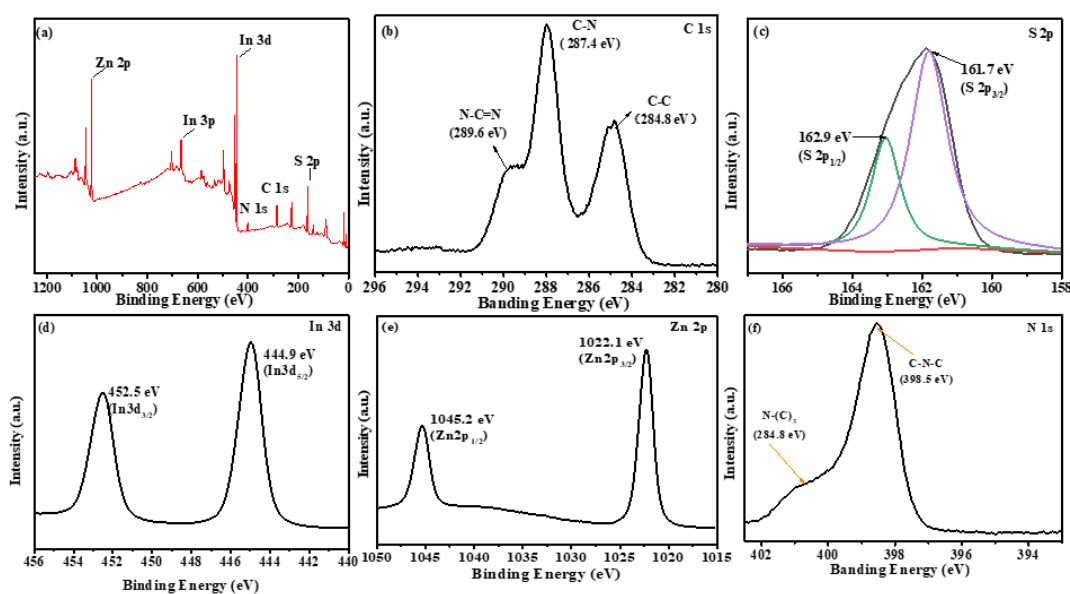 (a)
In 3d
Zn 2p
In 3p
S 2p
C 1s
N 1s
Intensity (a.u.)
1200 1000 800 600 400 200 0
Binding Energy (eV)
(b)
C 1s
C-N
( 287.4 eV)
N-C=N
(289.6 eV)
C-C
( 284.8 eV)
Intensity (a.u.)
296 294 292 290 288 286 284 282 280
Banding Energy (eV)
(c)
S 2p
161.7 eV
(S 2p3/2)
162.9 eV
(S 2p1/2)
Intensity (a.u.)
166 164 162 160 158
Binding Energy (eV)
(d)
In 3d
444.9 eV
(In3d5/2)
452.5 eV
(In3d3/2)
Intensity (a.u.)
456 454 452 450 448 446 444 442 440
Binding Energy (eV)
(e)
Zn 2p
1022.1 eV
(Zn2p3/2)
1045.2 eV
(Zn2p1/2)
Intensity (a.u.)
1050 1045 1040 1035 1030 1025 1020 1015
Binding Energy (eV)
(f)
N 1s
C-N-C
(398.5 eV)
N-(C)3
(284.8 eV)
Intensity (a.u.)
402 400 398 396 394
Banding Energy (eV)